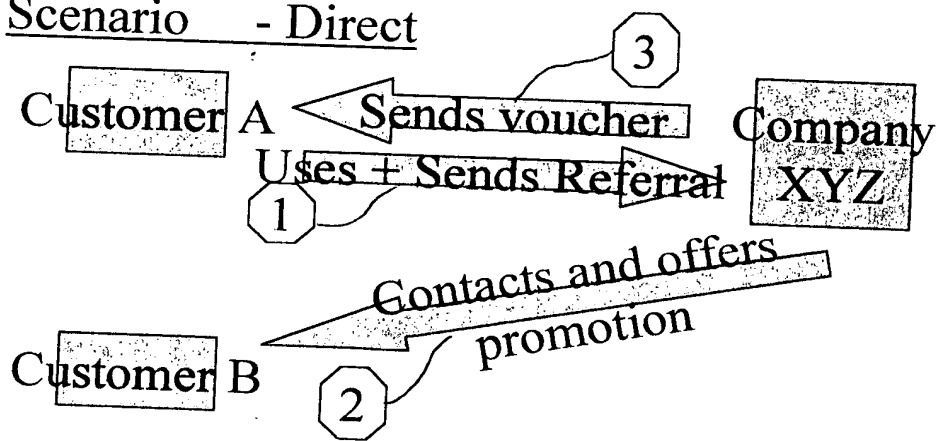 Scenario - Direct
3
Customer A
Sends voucher
Company
XYZ
Uses + Sends Referral
1
Contacts and offers
promotion
Customer B
2